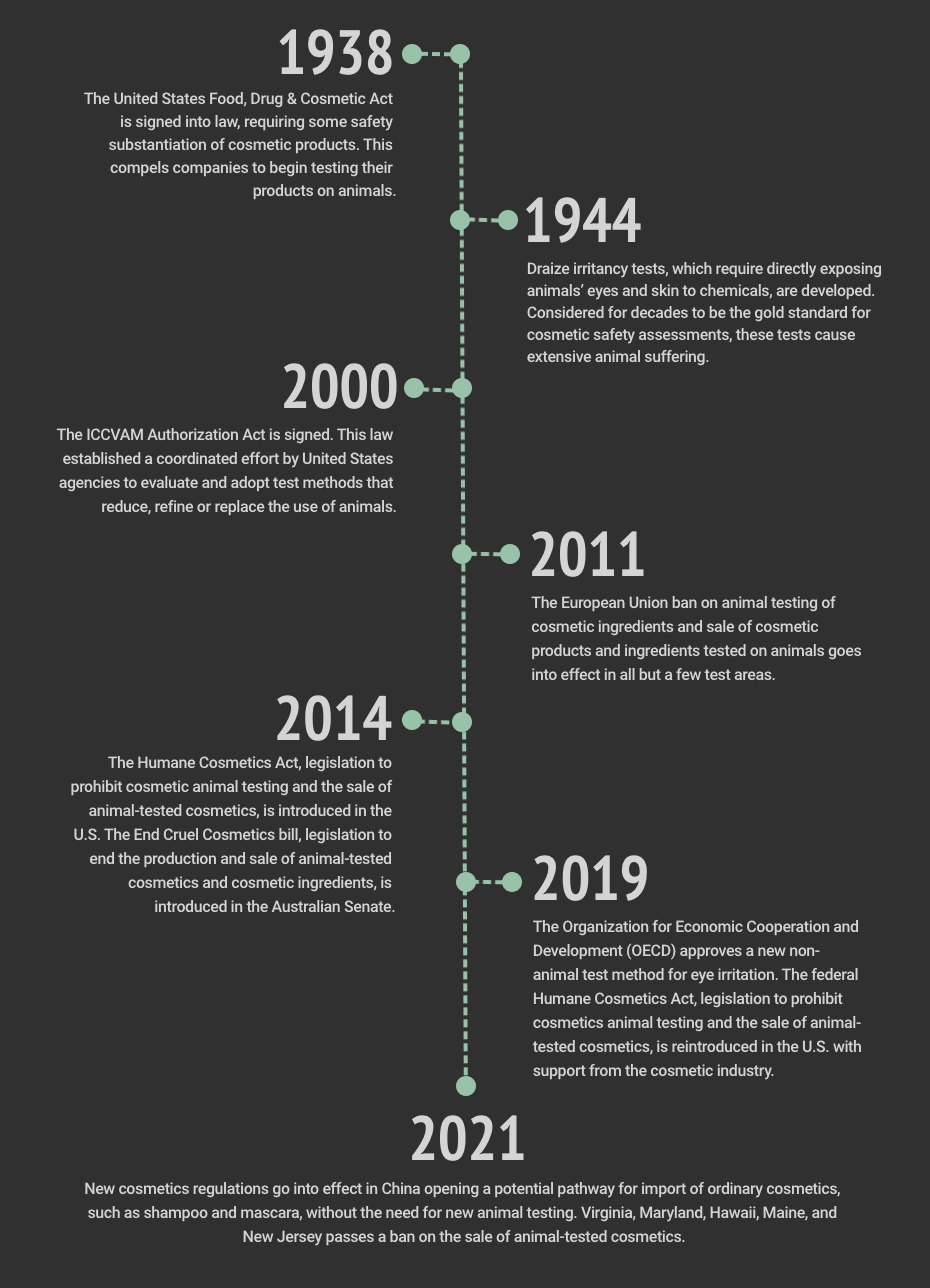 1938
The United States Food, Drug & Cosmetic Act
is signed into law, requiring some safety
substantiation of cosmetic products. This
compels companies to begin testing their
products on animals.
1944
Draize irritancy tests, which require directly exposing
animals’ eyes and skin to chemicals, are developed.
Considered for decades to be the gold standard for
cosmetic safety assessments, these tests cause
extensive animal suffering.
2000
The ICCVAM Authorization Act is signed. This law
established a coordinated effort by United States
agencies to evaluate and adopt test methods that
reduce, refine or replace the use of animals.
2011
The European Union ban on animal testing of
cosmetic ingredients and sale of cosmetic
products and ingredients tested on animals goes
into effect in all but a few test areas.
2014
The Humane Cosmetics Act, legislation to
prohibit cosmetic animal testing and the sale of
animal-tested cosmetics, is introduced in the
U.S. The End Cruel Cosmetics bill, legislation to
end the production and sale of animal-tested
cosmetics and cosmetic ingredients, is
introduced in the Australian Senate.
2019
The Organization for Economic Cooperation and
Development (OECD) approves a new non-
animal test method for eye irritation. The federal
Humane Cosmetics Act, legislation to prohibit
cosmetics animal testing and the sale of animal-
tested cosmetics, is reintroduced in the U.S. with
support from the cosmetic industry.
2021
New cosmetics regulations go into effect in China opening a potential pathway for import of ordinary cosmetics,
such as shampoo and mascara, without the need for new animal testing. Virginia, Maryland, Hawaii, Maine, and
New Jersey passes a ban on the sale of animal-tested cosmetics.